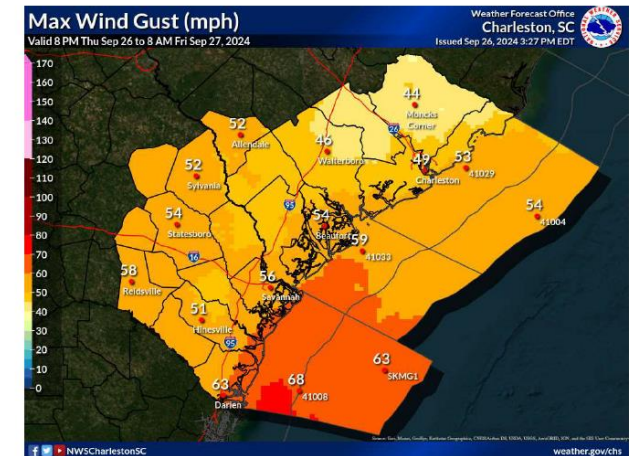 Max Wind Gust (mph)
Valid 8 PM Thu Sep 26 to 8 AM Fri Sep 27, 2024
Weather Forecast Office
Charleston, SC
Issued Sep 26, 2024 3:27 PM EDT
170
160
150
140
130
120
110
100
90
80
70
60
50
40
30
20
10
0
44
Moncks
Corner
52
Allendale
46
Walterboro
26
49
Charleston
53
41029
52
Sylvania
95
54
Beaufort
54
41004
54
Statesboro
59
41033
16
58
Reidsville
56
Savannah
51
Hinesville
95
63
SKMG1
63
Darien
68
41008
NWSCharlestonSC
weather.gov/chs